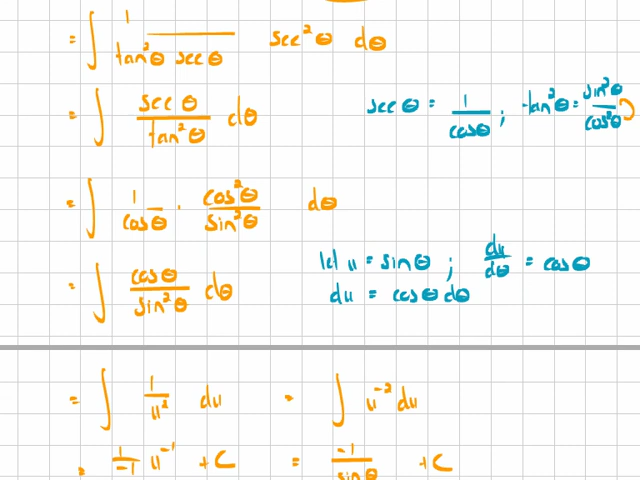 = ∫ 1/(tan²θ secθ) sec²θ dθ
= ∫ secθ/tan²θ dθ
secθ = 1/cosθ ; tan²θ = sin²θ/cos²θ
= ∫ 1/cosθ · cos²θ/sin²θ dθ
let u = sinθ ; du/dθ = cosθ
= ∫ cosθ/sin²θ dθ
du = cosθ dθ
= ∫ 1/u² du = ∫ u⁻² du
= 1/-1 u⁻¹ + C = -1/sinθ + C